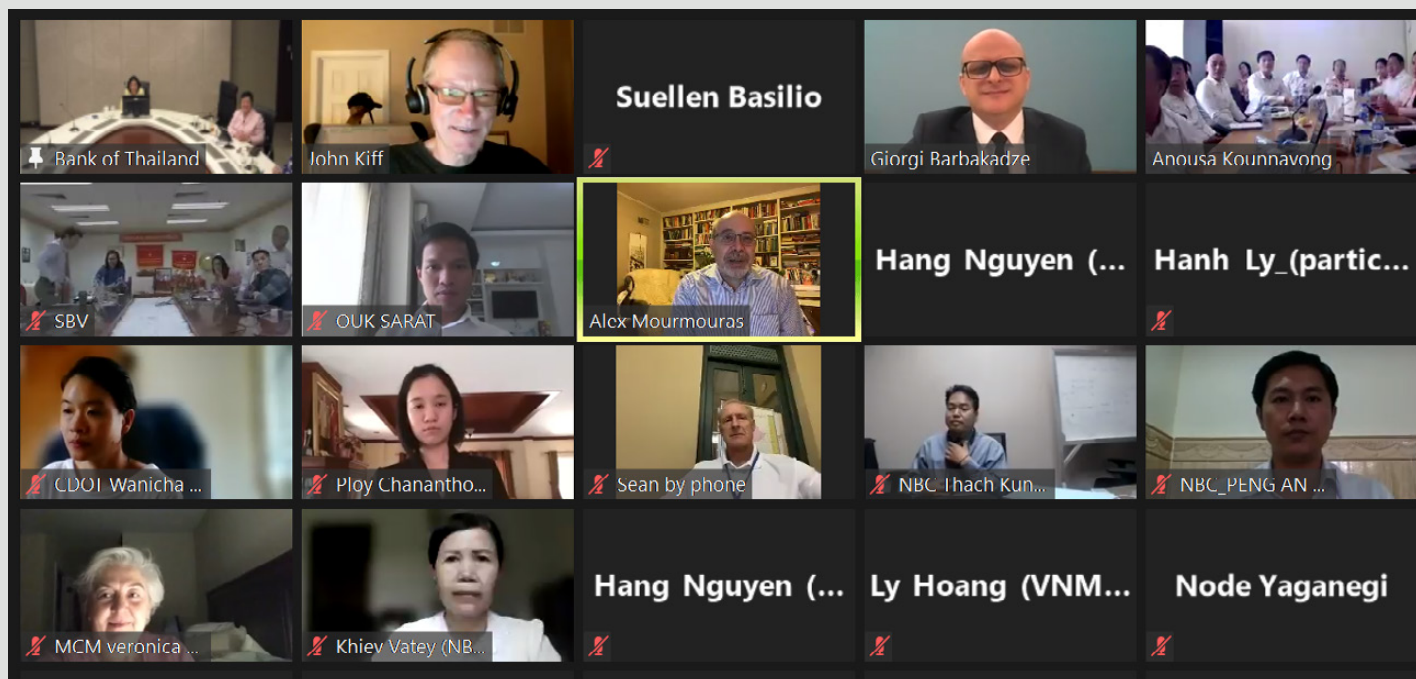 Bank of Thailand
John Kiff
Suellen Basilio
Giorgi Barbakadze
Anousa Kounnavong
SBV
OUK SARAT
Alex Mourmouras
Hang Nguyen (...
Hanh Ly_(partic...
CDOT Wanicha ...
Ploy Chanantho...
Sean by phone
NBC Thach Kun...
NBC_PENG AN ...
MCM veronica ...
Khiev Vatey (NB...
Hang Nguyen (...
Ly Hoang (VNM...
Node Yaganegi